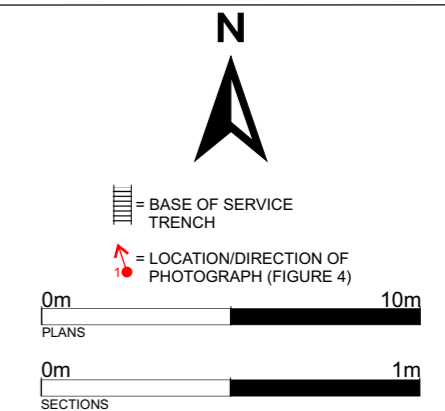 N
= BASE OF SERVICE
TRENCH
= LOCATION/DIRECTION OF
1
PHOTOGRAPH (FIGURE 4)
0m 10m
PLANS
0m 1m
SECTIONS